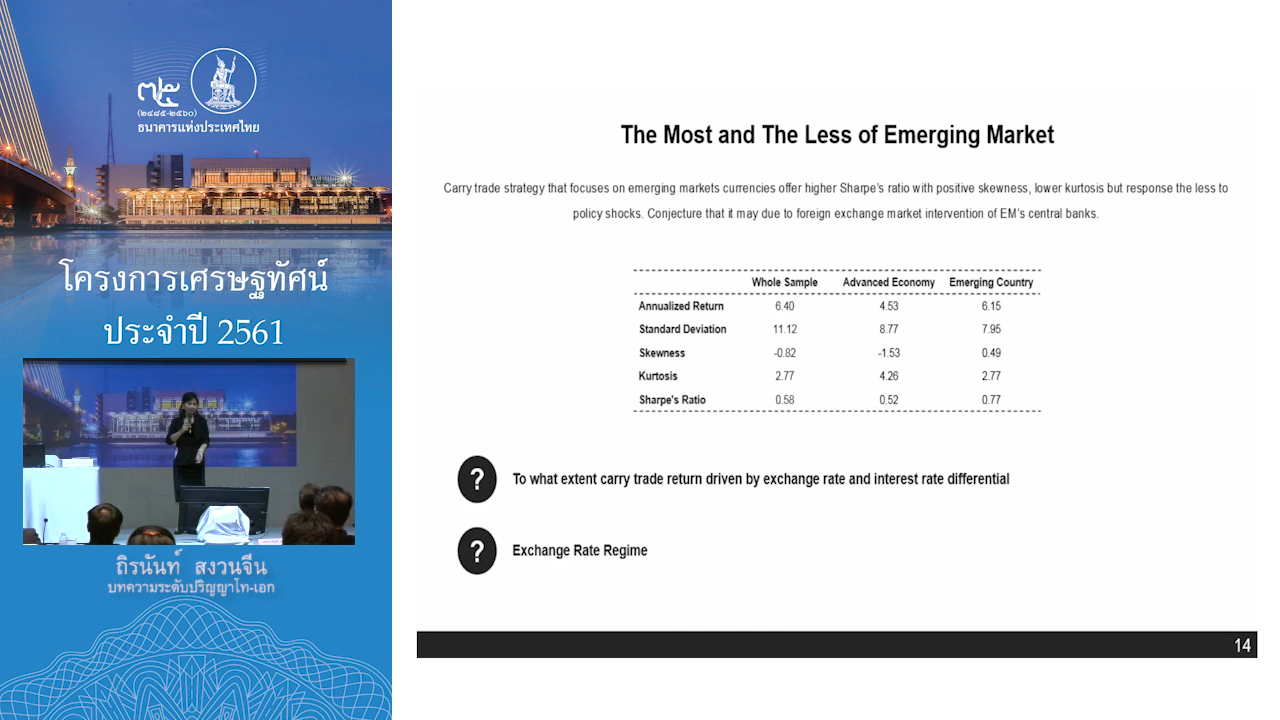 ๗๕
(๒๔๘๕-๒๕๖๐)
ธนาคารแห่งประเทศไทย
โครงการเศรษฐทัศน์
ประจำปี 2561
ถิรนันท์ สงวนจีน
บทความระดับปริญญาโท-เอก
The Most and The Less of Emerging Market
Carry trade strategy that focuses on emerging markets currencies offer higher Sharpe's ratio with positive skewness, lower kurtosis but response the less to
policy shocks. Conjecture that it may due to foreign exchange market intervention of EM's central banks.
Whole Sample Advanced Economy Emerging Country
Annualized Return 6.40 4.53 6.15
Standard Deviation 11.12 8.77 7.95
Skewness -0.82 -1.53 0.49
Kurtosis 2.77 4.26 2.77
Sharpe's Ratio 0.58 0.52 0.77
? To what extent carry trade return driven by exchange rate and interest rate differential
? Exchange Rate Regime
14